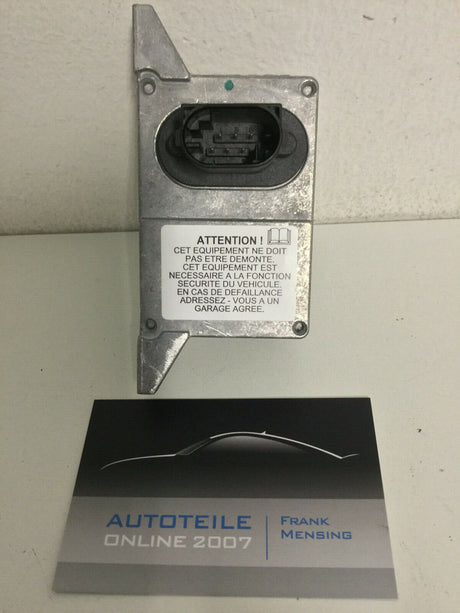 ATTENTION !
CET EQUIPEMENT NE DOIT
PAS ETRE DEMONTE.
CET EQUIPEMENT EST
NECESSAIRE A LA FONCTION
SECURITE DU VEHICULE.
EN CAS DE DEFAILLANCE
ADRESSEZ - VOUS A UN
GARAGE AGREE.
AUTOTEILE
ONLINE 2007
FRANK
MENSING